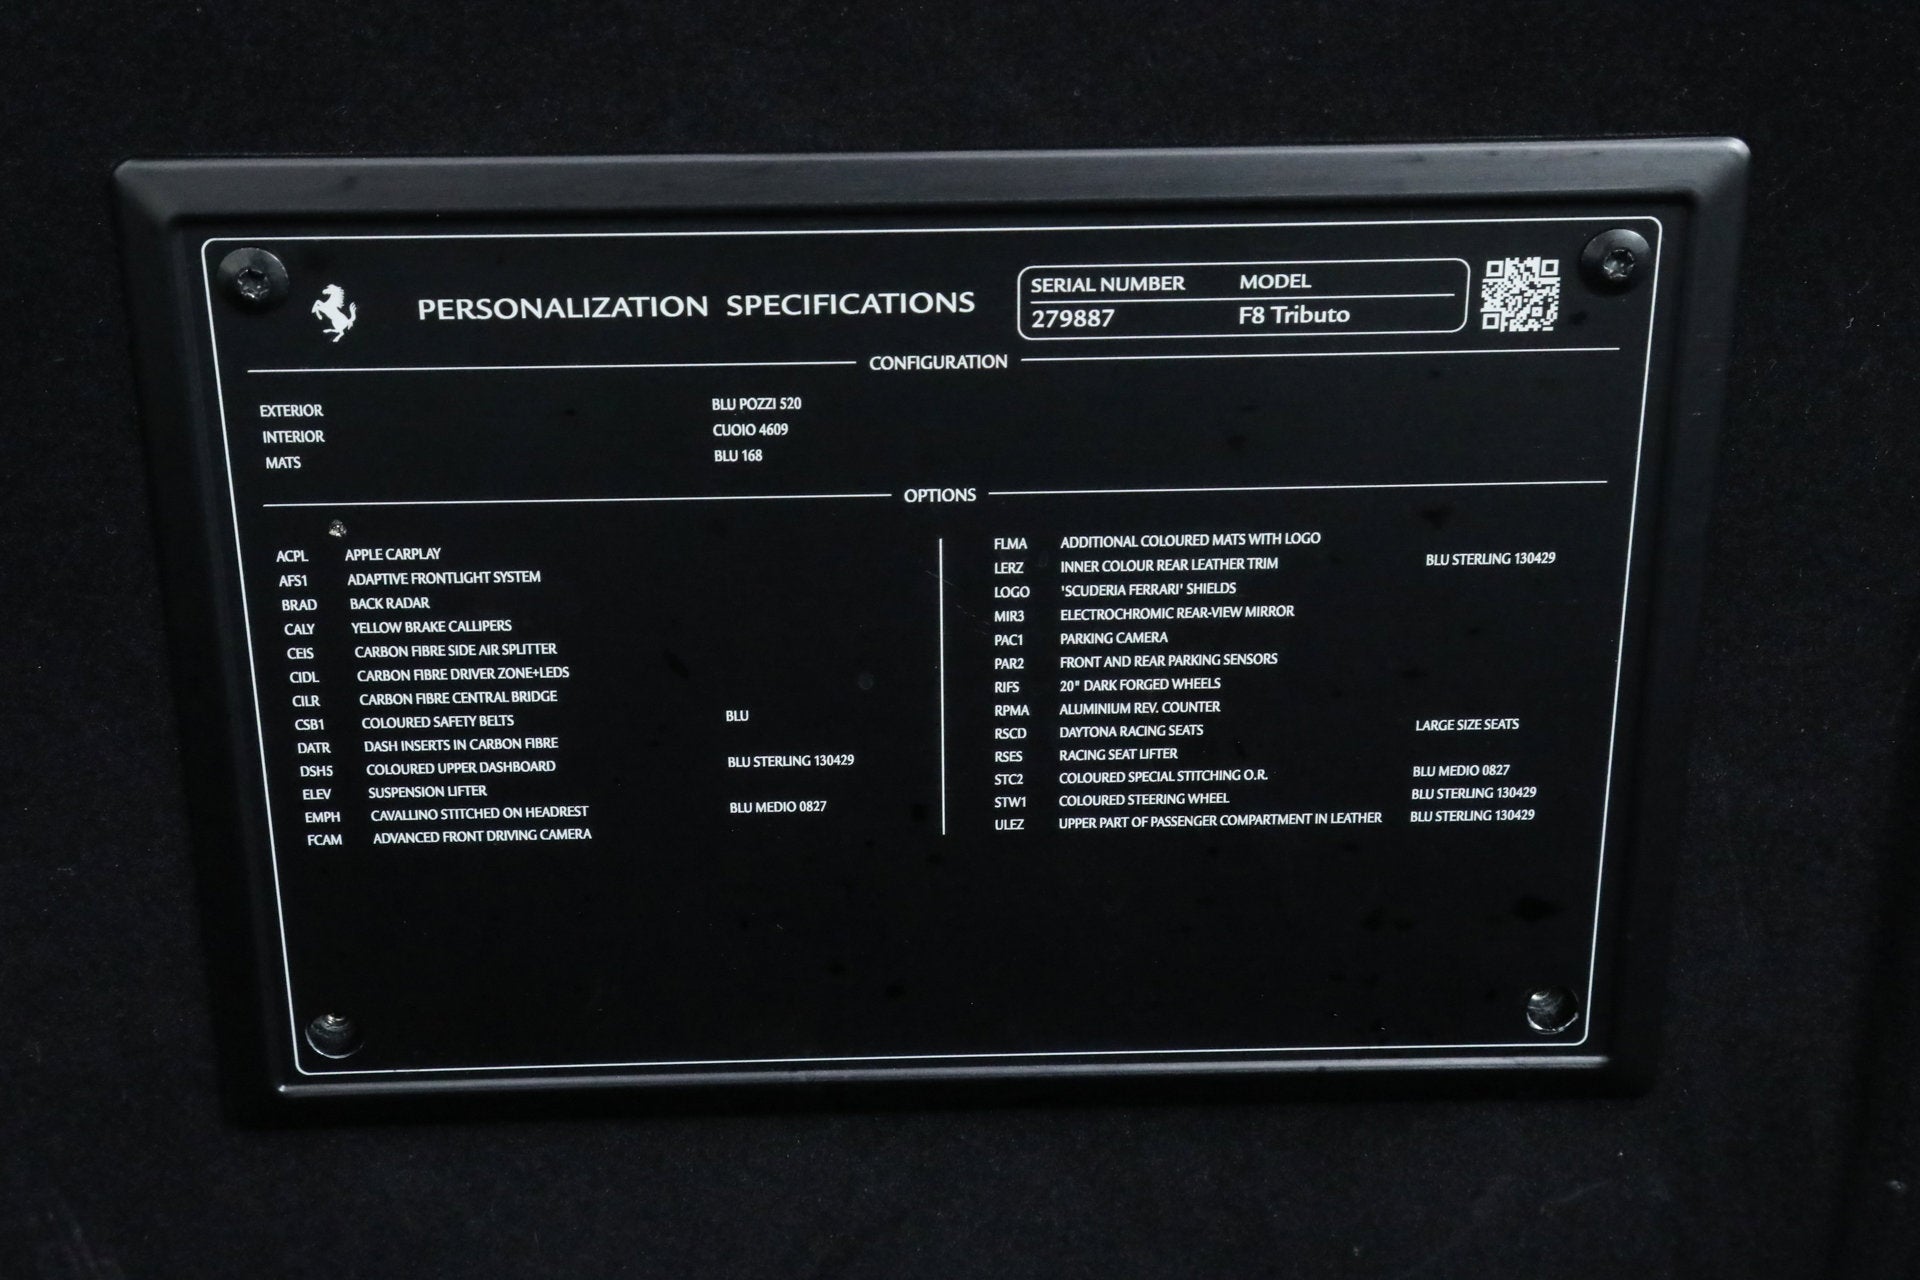 PERSONALIZATION SPECIFICATIONS
SERIAL NUMBER MODEL
279887 F8 Tributo
CONFIGURATION
EXTERIOR BLU POZZI 520
INTERIOR CUOIO 4609
MATS BLU 168
OPTIONS
ACPL APPLE CARPLAY
AFS1 ADAPTIVE FRONTLIGHT SYSTEM
BRAD BACK RADAR
CALY YELLOW BRAKE CALLIPERS
CEIS CARBON FIBRE SIDE AIR SPLITTER
CIDL CARBON FIBRE DRIVER ZONE+LEDS
CILR CARBON FIBRE CENTRAL BRIDGE
CSB1 COLOURED SAFETY BELTS BLU
DATR DASH INSERTS IN CARBON FIBRE
DSH5 COLOURED UPPER DASHBOARD BLU STERLING 130429
ELEV SUSPENSION LIFTER
EMPH CAVALLINO STITCHED ON HEADREST BLU MEDIO 0827
FCAM ADVANCED FRONT DRIVING CAMERA
FLMA ADDITIONAL COLOURED MATS WITH LOGO
LERZ INNER COLOUR REAR LEATHER TRIM BLU STERLING 130429
LOGO 'SCUDERIA FERRARI' SHIELDS
MIR3 ELECTROCHROMIC REAR-VIEW MIRROR
PAC1 PARKING CAMERA
PAR2 FRONT AND REAR PARKING SENSORS
RIFS 20" DARK FORGED WHEELS
RPMA ALUMINIUM REV. COUNTER
RSCD DAYTONA RACING SEATS LARGE SIZE SEATS
RSES RACING SEAT LIFTER
STC2 COLOURED SPECIAL STITCHING O.R. BLU MEDIO 0827
STW1 COLOURED STEERING WHEEL BLU STERLING 130429
ULEZ UPPER PART OF PASSENGER COMPARTMENT IN LEATHER BLU STERLING 130429